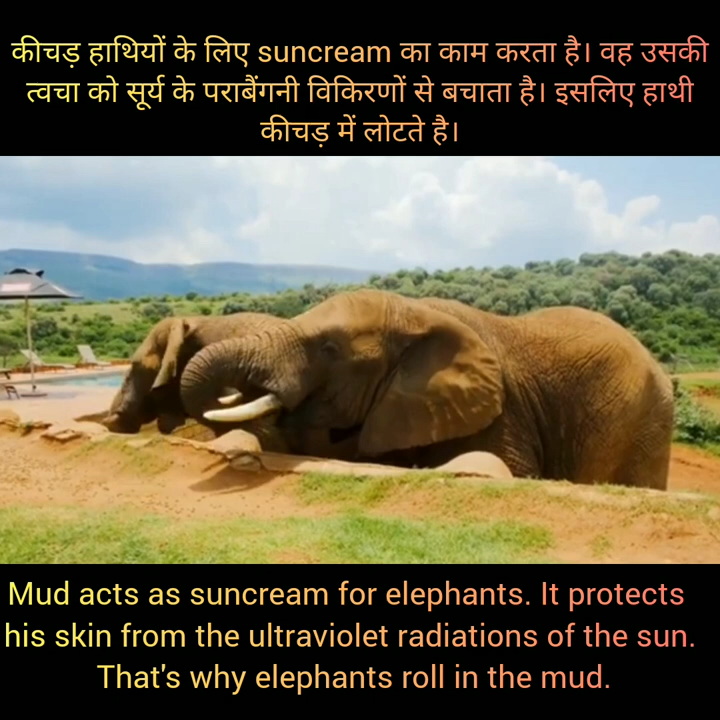 कीचड़ हाथियों के लिए suncream का काम करता है। वह उसकी
त्वचा को सूर्य के पराबैंगनी विकिरणों से बचाता है। इसलिए हाथी
कीचड़ में लोटते है।
Mud acts as suncream for elephants. It protects
his skin from the ultraviolet radiations of the sun.
That's why elephants roll in the mud.